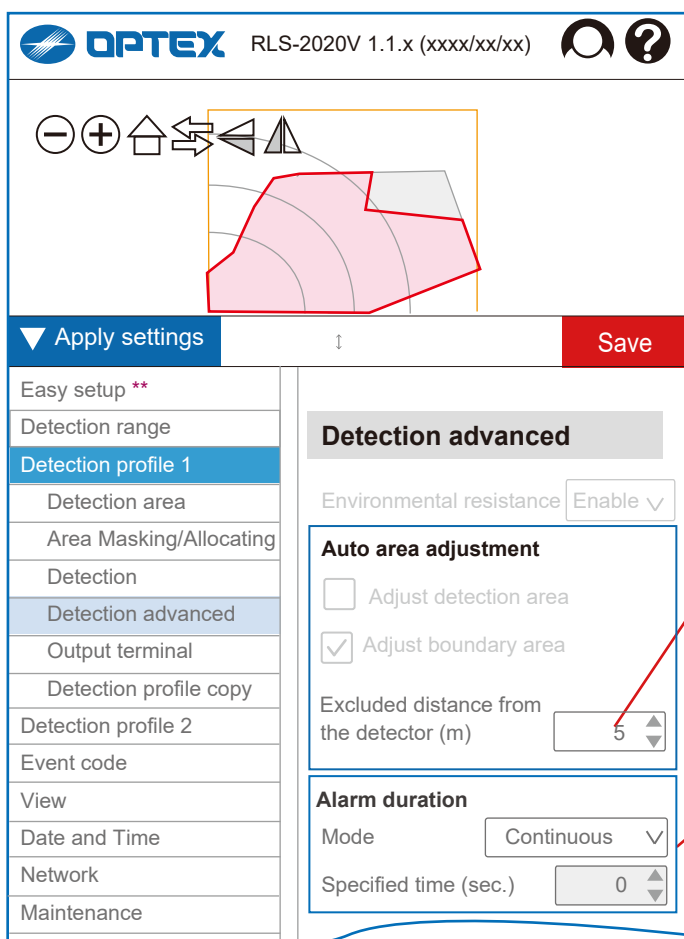 OPTEX RLS-2020V 1.1.x (xxxx/xx/xx)
Apply settings
Save
Easy setup **
Detection range
Detection profile 1
Detection area
Area Masking/Allocating
Detection
Detection advanced
Output terminal
Detection profile copy
Detection profile 2
Event code
View
Date and Time
Network
Maintenance
Detection advanced
Environmental resistance Enable
Auto area adjustment
Adjust detection area
Adjust boundary area
Excluded distance from
the detector (m) 5
Alarm duration
Mode Continuous
Specified time (sec.) 0